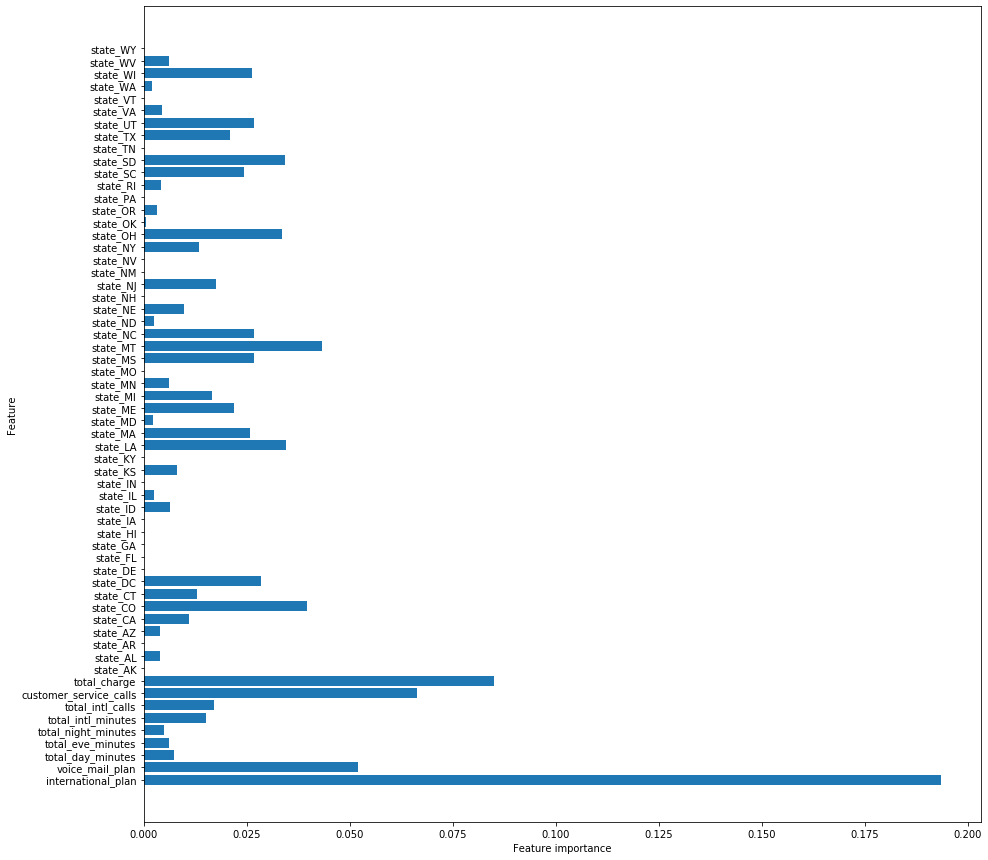 state_WY
state_WV
state_WI
state_WA
state_VT
state_VA
state_UT
state_TX
state_TN
state_SD
state_SC
state_RI
state_PA
state_OR
state_OK
state_OH
state_NY
state_NV
state_NM
state_NJ
state_NH
state_NE
state_ND
state_NC
state_MT
state_MS
state_MO
state_MN
state_MI
state_ME
state_MD
state_MA
state_LA
state_KY
state_KS
state_IN
state_IL
state_ID
state_IA
state_HI
state_GA
state_FL
state_DE
state_DC
state_CT
state_CO
state_CA
state_AZ
state_AR
state_AL
state_AK
total_charge
customer_service_calls
total_intl_calls
total_intl_minutes
total_night_minutes
total_eve_minutes
total_day_minutes
voice_mail_plan
international_plan
Feature
0.000 0.025 0.050 0.075 0.100 0.125 0.150 0.175 0.200
Feature importance